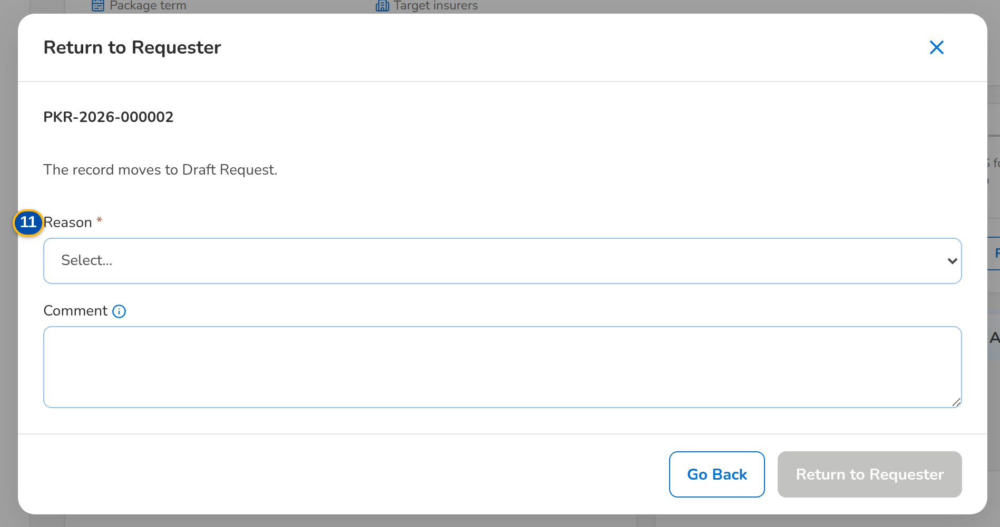 Package term
Target insurers
Return to Requester
PKR-2026-000002
The record moves to Draft Request.
11
Reason *
Select...
Comment
Go Back
Return to Requester